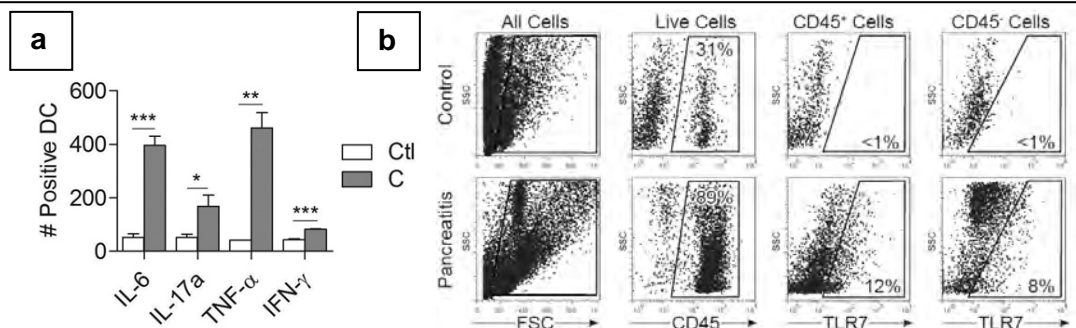 a
# Positive DC
600
400
200
0
***
*
**
***
IL-6
IL-17a
TNF-α
IFN-γ
Ctl
C
b
All Cells
Live Cells
CD45⁺ Cells
CD45⁻ Cells
Control
SSC
SSC
31%
SSC
<1%
SSC
<1%
Pancreatitis
SSC
SSC
89%
SSC
12%
SSC
8%
FSC
CD45
TLR7
TLR7